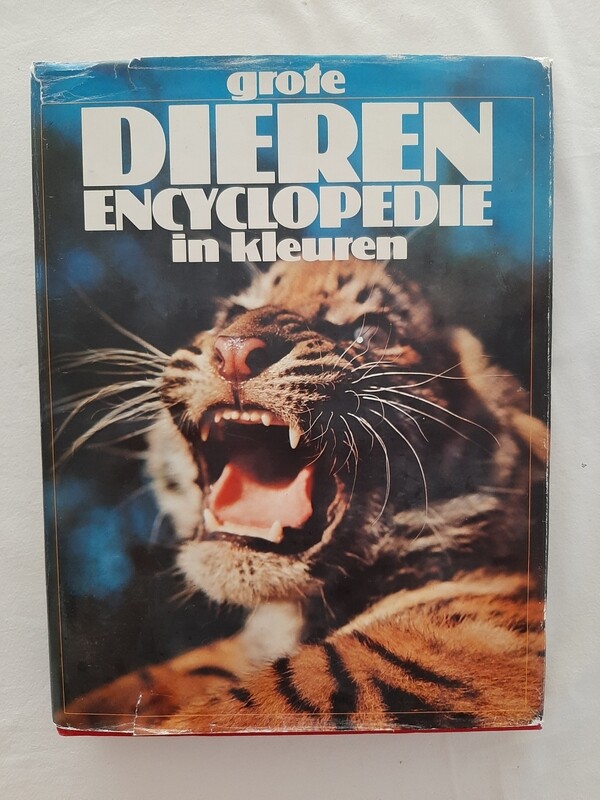 grote
DIEREN
ENCYCLOPEDIE
in kleuren